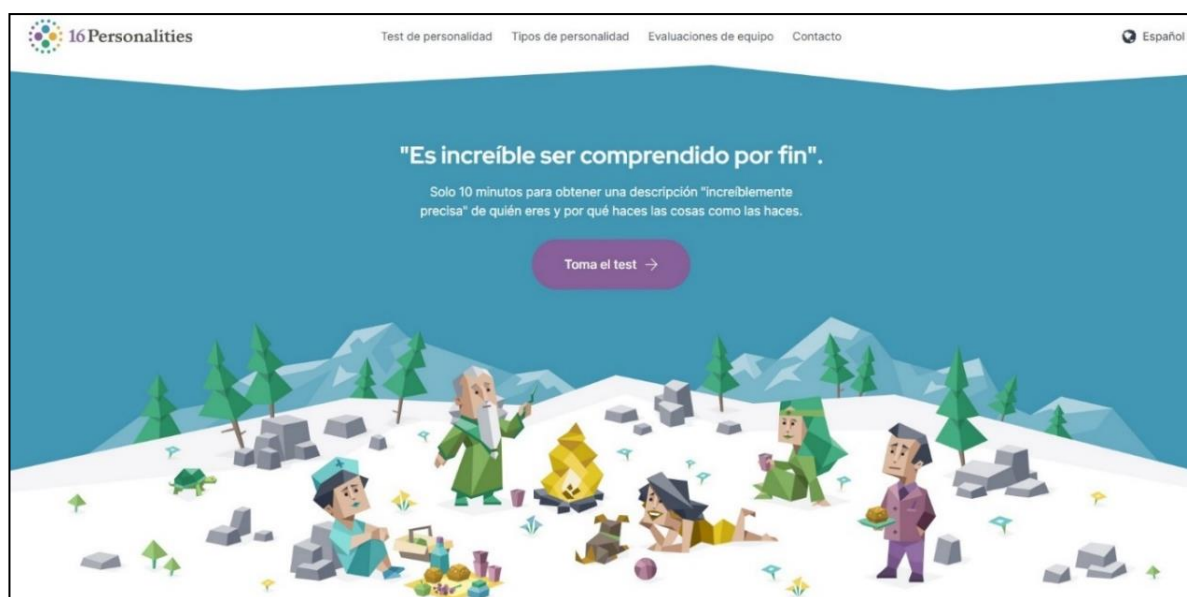 16Personalities
Test de personalidad Tipos de personalidad Evaluaciones de equipo Contacto
Español
"Es increíble ser comprendido por fin".
Solo 10 minutos para obtener una descripción "increíblemente
precisa" de quién eres y por qué haces las cosas como las haces.
Toma el test →